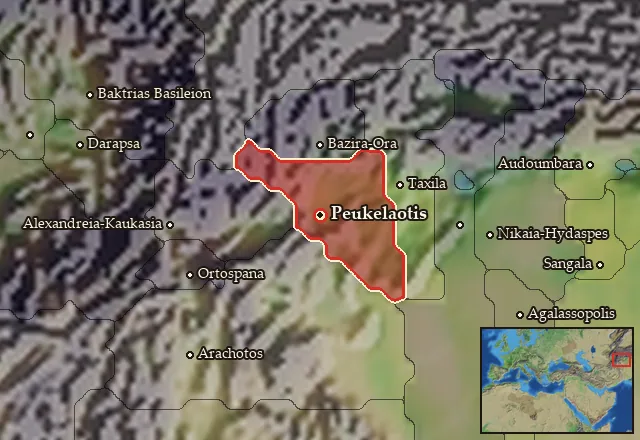 Baktrias Basileion
Darapsa
Bazira-Ora
Audoumbara
Taxila
Peukelaotis
Alexandreia-Kaukasia
Nikaia-Hydaspes
Sangala
Ortospana
Agalassopolis
Arachotos